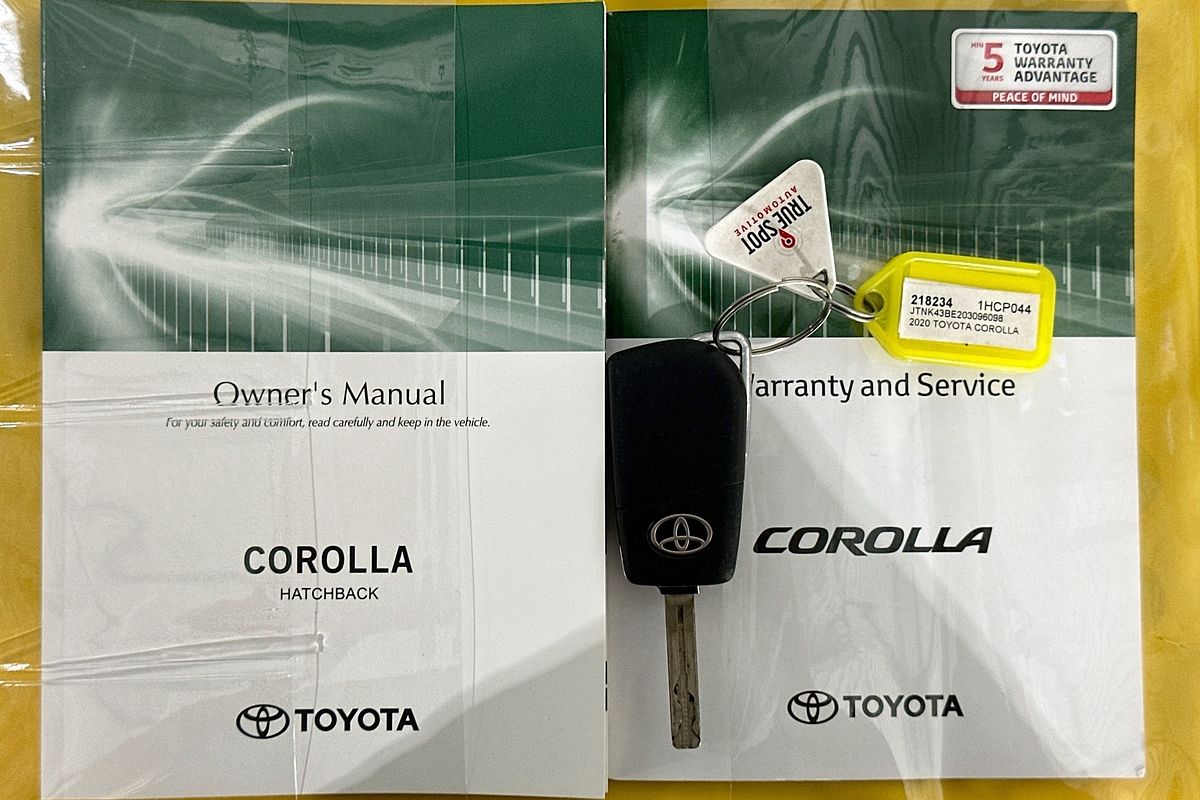 Owner's Manual
For your safety and comfort, read carefully and keep in the vehicle.
COROLLA
HATCHBACK
TOYOTA
MIN 5 YEARS
TOYOTA
WARRANTY
ADVANTAGE
PEACE OF MIND
TRUE SPOT
AUTOMOTIVE
218234 1HCP044
JTNK43BE203096098
2020 TOYOTA COROLLA
arranty and Service
COROLLA
TOYOTA